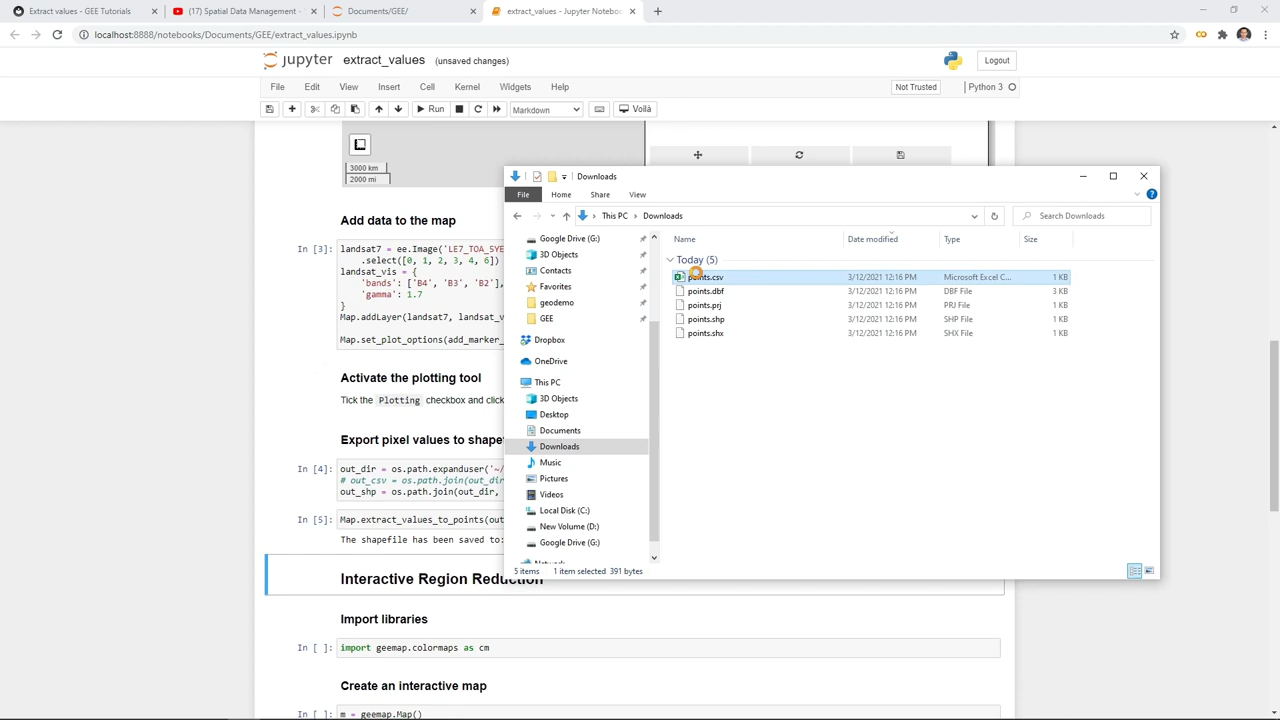 Extract values - GEE Tutorials
(17) Spatial Data Management -
Documents/GEE/
extract_values - Jupyter Notebo
localhost:8888/notebooks/Documents/GEE/extract_values.ipynb
jupyter extract_values (unsaved changes)
Logout
File Edit View Insert Cell Kernel Widgets Help
Not Trusted
Python 3
Run
Markdown
Voilà
3000 km
2000 mi
Add data to the map
In [3]:
landsat7 = ee.Image('LE7_TOA_5YE
.select([0, 1, 2, 3, 4, 6])
landsat_vis = {
'bands': ['B4', 'B3', 'B2'],
'gamma': 1.7
}
Map.addLayer(landsat7, landsat_v
Map.set_plot_options(add_marker_
Activate the plotting tool
Tick the Plotting checkbox and click
Export pixel values to shapef
In [4]:
out_dir = os.path.expanduser('~/
# out_csv = os.path.join(out_dir
out_shp = os.path.join(out_dir,
In [5]:
Map.extract_values_to_points(out
The shapefile has been saved to:
Interactive Region Reduction
Import libraries
In [ ]:
import geemap.colormaps as cm
Create an interactive map
In [ ]:
m = geemap.Map()
Downloads
File Home Share View
This PC Downloads
Search Downloads
Google Drive (G:)
3D Objects
Contacts
Favorites
geodemo
GEE
Dropbox
OneDrive
This PC
3D Objects
Desktop
Documents
Downloads
Music
Pictures
Videos
Local Disk (C:)
New Volume (D:)
Google Drive (G:)
Network
Name Date modified Type Size
Today (5)
points.csv 3/12/2021 12:16 PM Microsoft Excel C... 1 KB
points.dbf 3/12/2021 12:16 PM DBF File 3 KB
points.prj 3/12/2021 12:16 PM PRJ File 1 KB
points.shp 3/12/2021 12:16 PM SHP File 1 KB
points.shx 3/12/2021 12:16 PM SHX File 1 KB
5 items 1 item selected 391 bytes